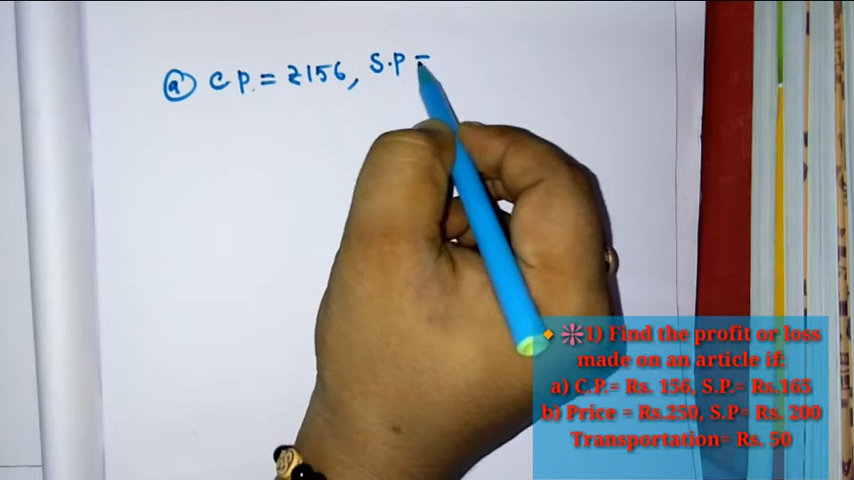 a) C P. = ₹156, S.P =
1) Find the profit or loss
made on an article if:
a) C.P.= Rs. 156, S.P.= Rs.165
b) Price = Rs.250, S.P= Rs. 200
Transportation= Rs. 50